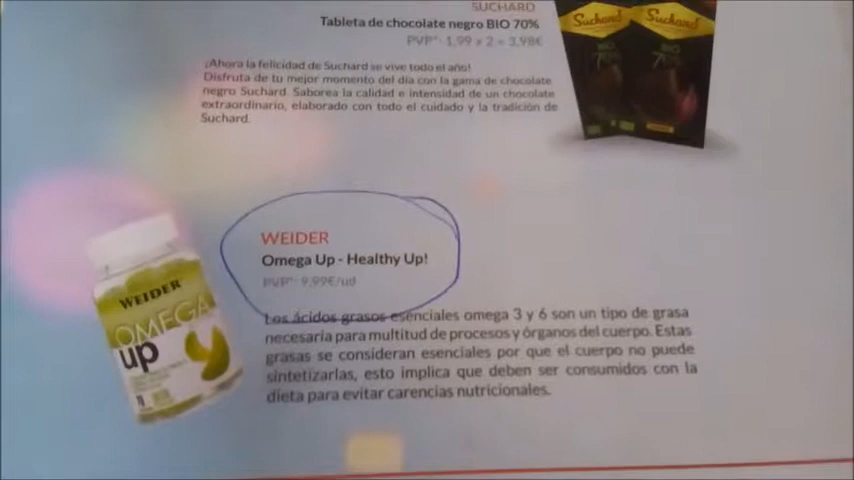 SUCHARD
Tableta de chocolate negro BIO 70%
PVP*: 1,99 x 2 = 3,98€
¡Ahora la felicidad de Suchard se vive todo el año!
Disfruta de tu mejor momento del día con la gama de chocolate
negro Suchard. Saborea la calidad e intensidad de un chocolate
extraordinario, elaborado con todo el cuidado y la tradición de
Suchard.
Suchard Suchard
BIO
WEIDER
Omega Up - Healthy Up!
PVP*: 9,99€/ud
Los ácidos grasos esenciales omega 3 y 6 son un tipo de grasa
necesaria para multitud de procesos y órganos del cuerpo. Estas
grasas se consideran esenciales por que el cuerpo no puede
sintetizarlas, esto implica que deben ser consumidos con la
dieta para evitar carencias nutricionales.
WEIDER
OMEGA
up